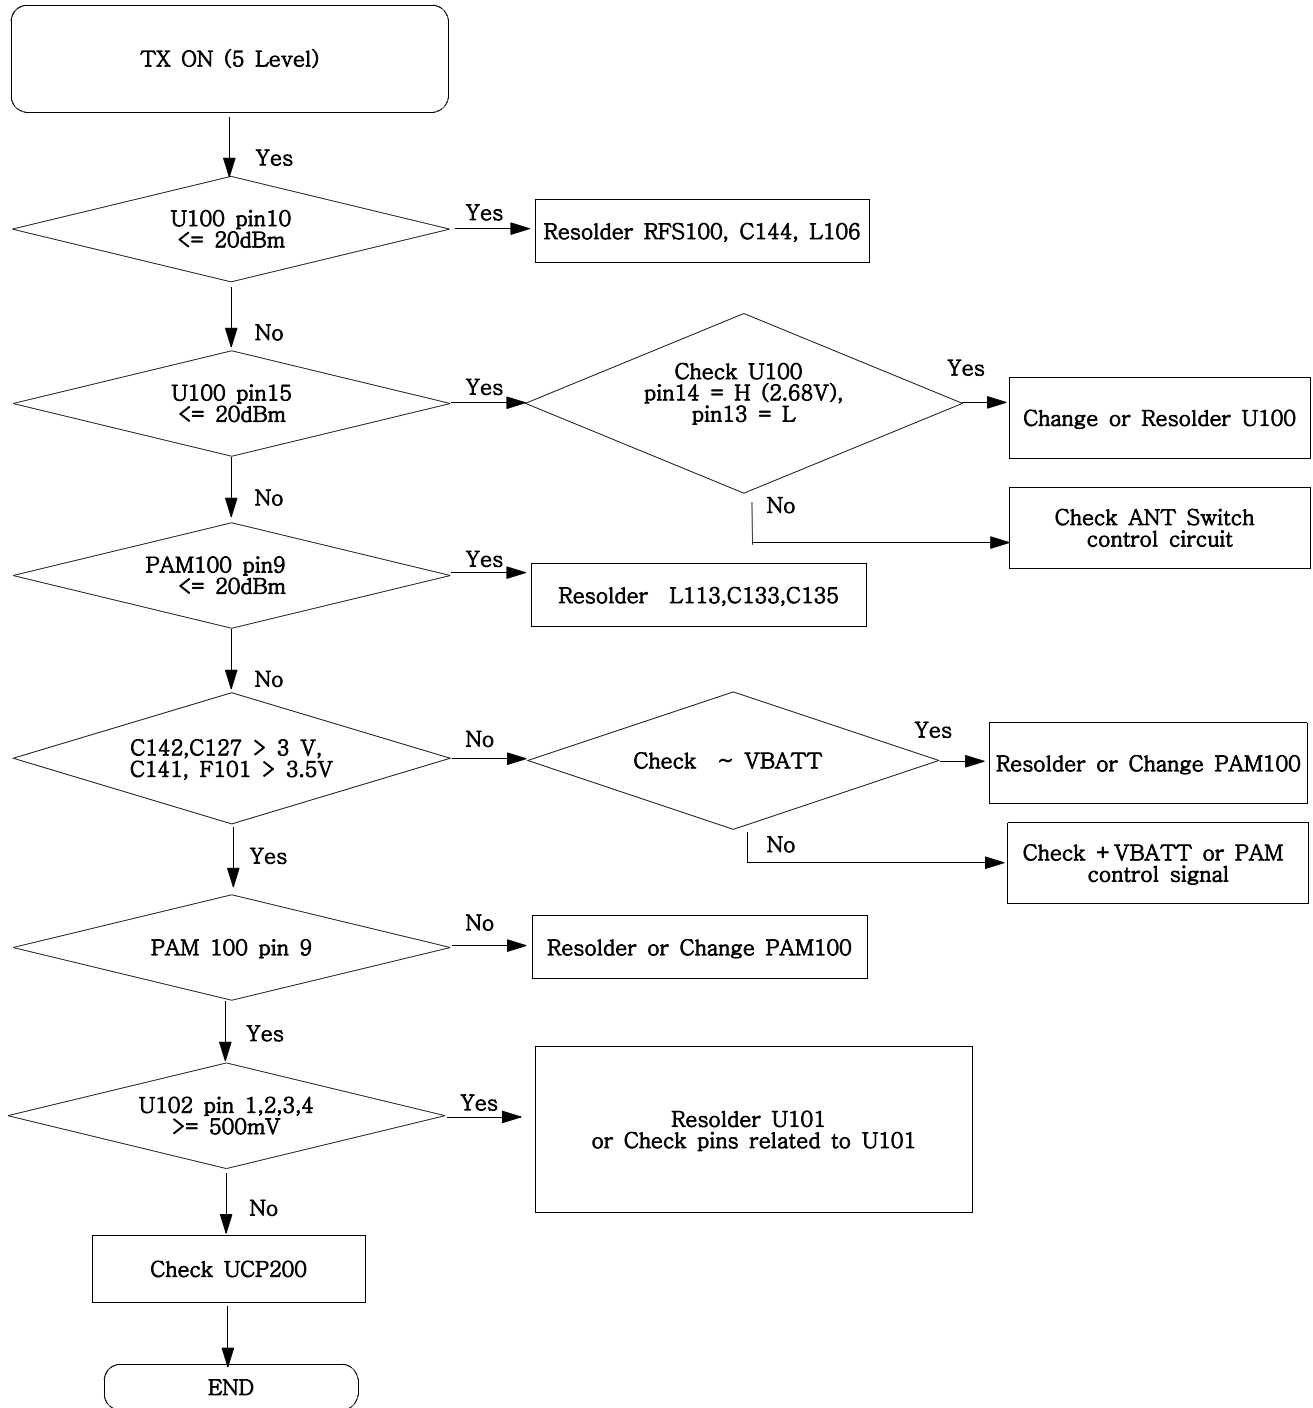 TX ON (5 Level)
Yes
U100 pin10
<= 20dBm
Yes
Resolder RFS100, C144, L106
No
U100 pin15
<= 20dBm
Yes
Check U100
pin14 = H (2.68V),
pin13 = L
Yes
Change or Resolder U100
No
Check ANT Switch
control circuit
No
PAM100 pin9
<= 20dBm
Yes
Resolder L113,C133,C135
No
C142,C127 > 3 V,
C141, F101 > 3.5V
No
Check ~ VBATT
Yes
Resolder or Change PAM100
No
Check +VBATT or PAM
control signal
Yes
PAM 100 pin 9
No
Resolder or Change PAM100
Yes
U102 pin 1,2,3,4
>= 500mV
Yes
Resolder U101
or Check pins related to U101
No
Check UCP200
END